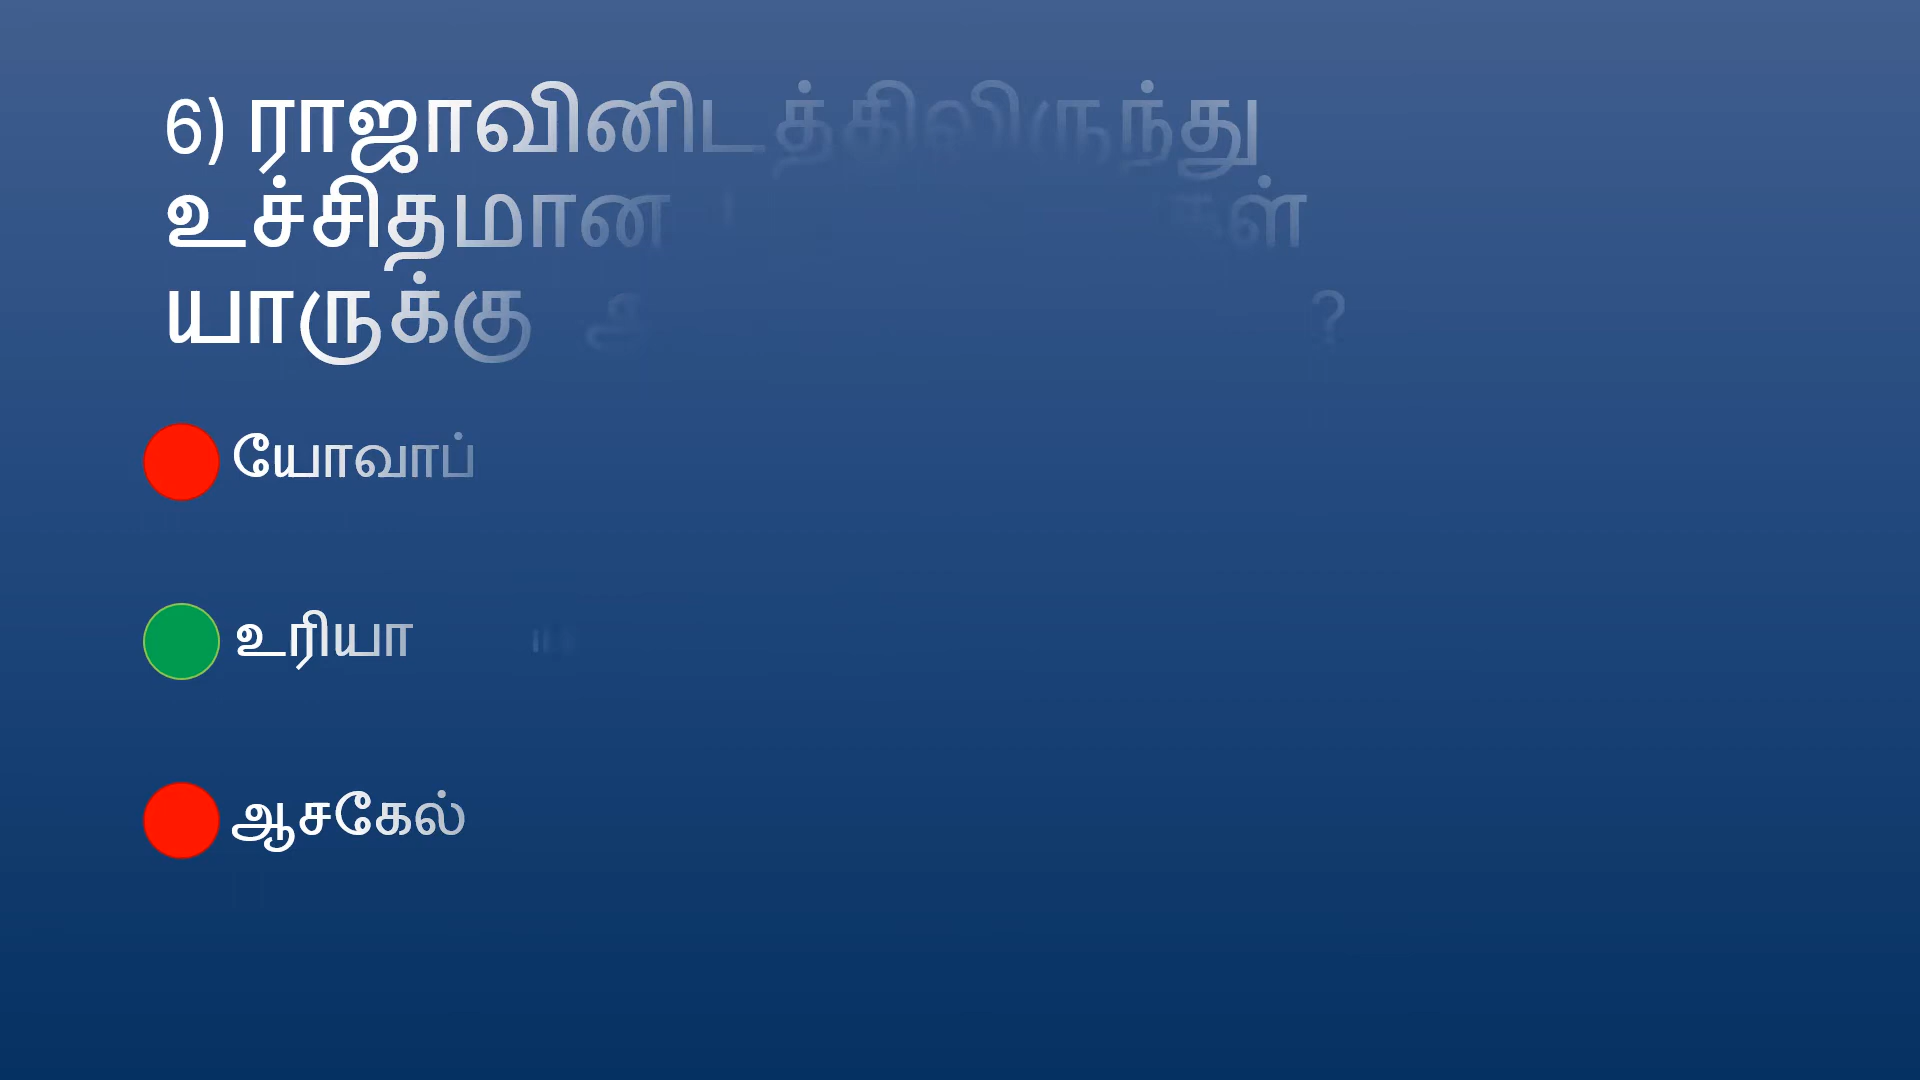 6) ராஜாவினிடத்திலிருந்து
உச்சிதமான
யாருக்கு ?
யோவாப்
உரியா
ஆசகேல்